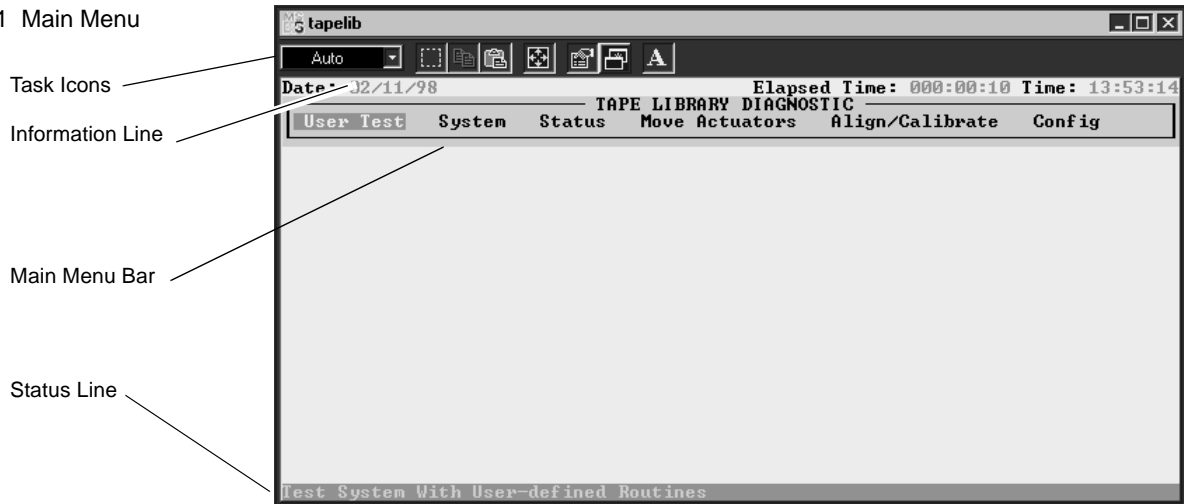 1 Main Menu
tapelib
Auto
A
Task Icons
Date: 02/11/98 Elapsed Time: 000:00:10 Time: 13:53:14
TAPE LIBRARY DIAGNOSTIC
Information Line
User Test System Status Move Actuators Align/Calibrate Config
Main Menu Bar
Status Line
Test System With User-defined Routines